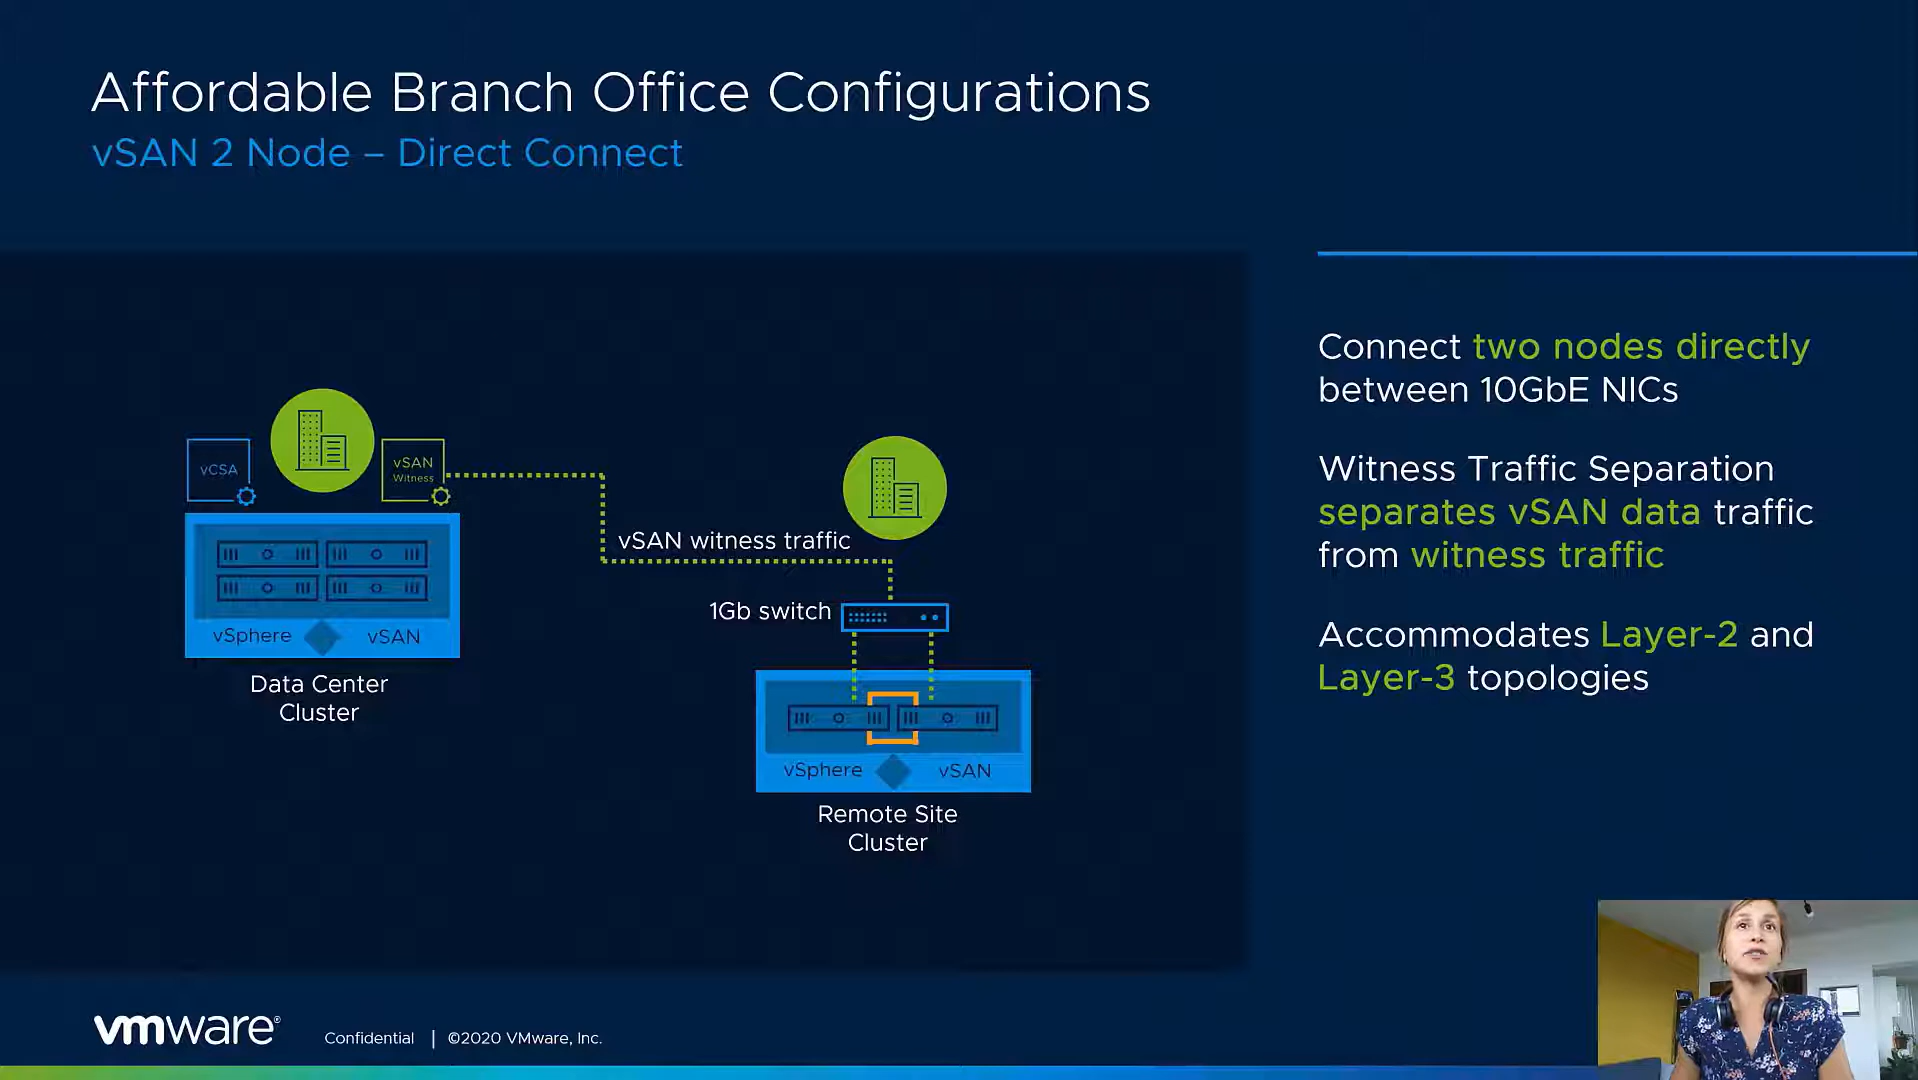 Affordable Branch Office Configurations
vSAN 2 Node – Direct Connect
vCSA
vSAN
Witness
vSphere
vSAN
Data Center
Cluster
vSAN witness traffic
1Gb switch
vSphere
vSAN
Remote Site
Cluster
Connect two nodes directly
between 10GbE NICs
Witness Traffic Separation
separates vSAN data traffic
from witness traffic
Accommodates Layer-2 and
Layer-3 topologies
vmware®
Confidential | ©2020 VMware, Inc.